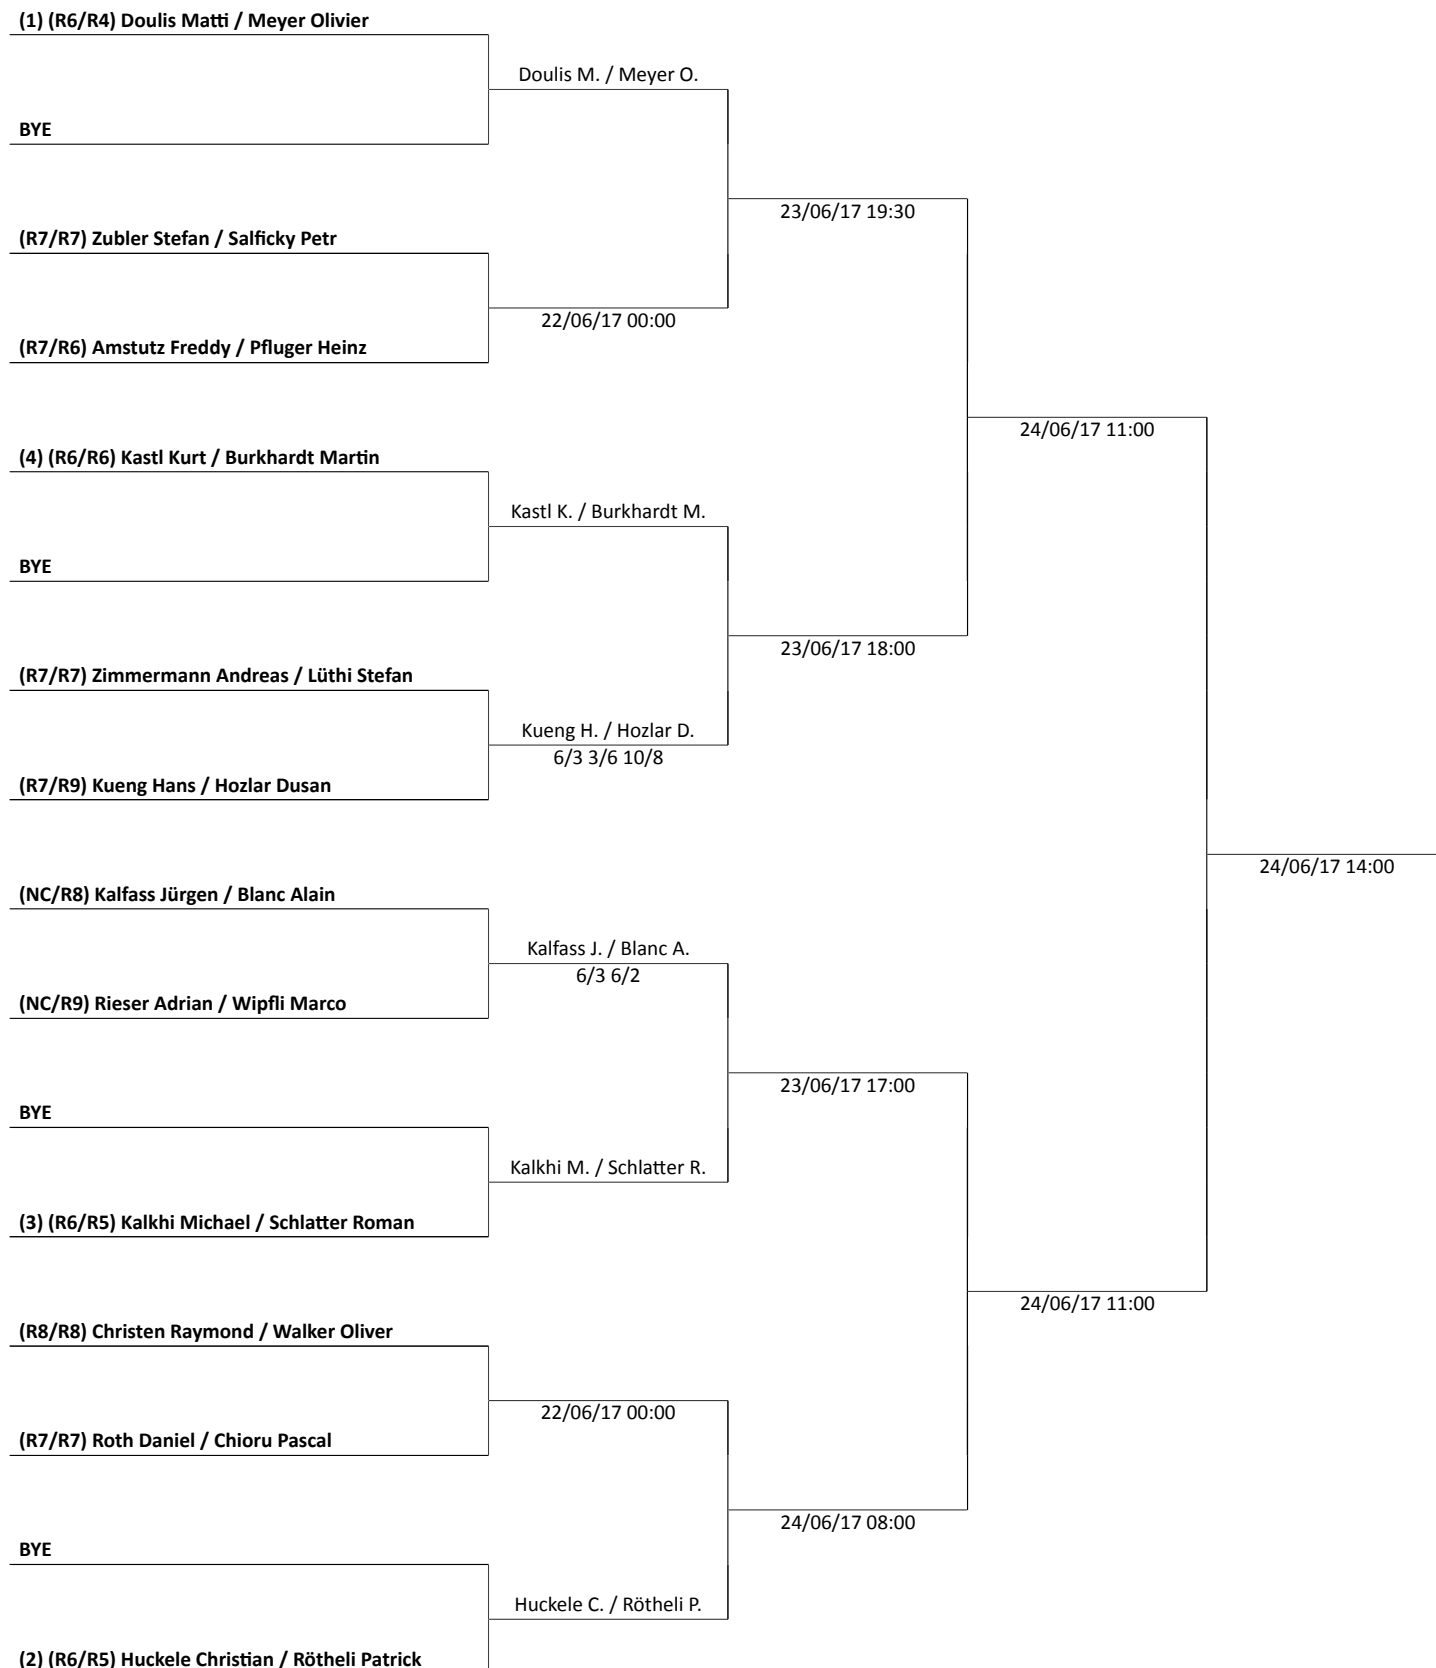 (1) (R6/R4) Doulis Matti / Meyer Olivier
Doulis M. / Meyer O.
BYE
23/06/17 19:30
(R7/R7) Zubler Stefan / Salficky Petr
22/06/17 00:00
(R7/R6) Amstutz Freddy / Pfluger Heinz
24/06/17 11:00
(4) (R6/R6) Kastl Kurt / Burkhardt Martin
Kastl K. / Burkhardt M.
BYE
23/06/17 18:00
(R7/R7) Zimmermann Andreas / Lüthi Stefan
Kueng H. / Hozlar D.
6/3 3/6 10/8
(R7/R9) Kueng Hans / Hozlar Dusan
24/06/17 14:00
(NC/R8) Kalfass Jürgen / Blanc Alain
Kalfass J. / Blanc A.
6/3 6/2
(NC/R9) Rieser Adrian / Wipfli Marco
23/06/17 17:00
BYE
Kalkhi M. / Schlatter R.
(3) (R6/R5) Kalkhi Michael / Schlatter Roman
24/06/17 11:00
(R8/R8) Christen Raymond / Walker Oliver
22/06/17 00:00
(R7/R7) Roth Daniel / Chioru Pascal
24/06/17 08:00
BYE
Huckele C. / Rötheli P.
(2) (R6/R5) Huckele Christian / Rötheli Patrick